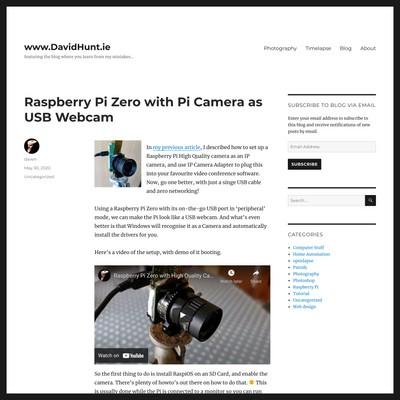 www.DavidHunt.ie
featuring the blog where you learn from my mistakes...
Photography Timelapse Blog About
Raspberry Pi Zero with Pi Camera as
USB Webcam
May 30, 2020
Uncategorized
In my previous article, I described how to set up a
Raspberry Pi High Quality camera as an IP
camera, and use IP Camera Adapter to plug this
into your favourite video conference software.
Now, go one better, with just a singe USB cable
and zero networking!
Using a Raspberry Pi Zero with its on-the-go USB port in 'peripheral'
mode, we can make the Pi look like a USB webcam. And what's even
better is that Windows will recognise it as a Camera and automatically
install the drivers for you.
Here's a video of the setup, with demo of it booting.
Raspberry Pi Zero with High Quality Ca...
Watch later
Share
Watch on YouTube
So the first thing to do is install RaspiOS on an SD Card, and enable the
camera. There's plenty of howto's out there on how to do that. 🙂 This
is usually done while the Pi is connected to a monitor so you can run
SUBSCRIBE TO BLOG VIA EMAIL
Enter your email address to subscribe to
this blog and receive notifications of new
posts by email.
Email Address
SUBSCRIBE
Search...
CATEGORIES
Computer Stuff
Home Automation
openlapse
Parody
Photography
Photoshop
Raspberry Pi
Tutorial
Uncategorized
Web design